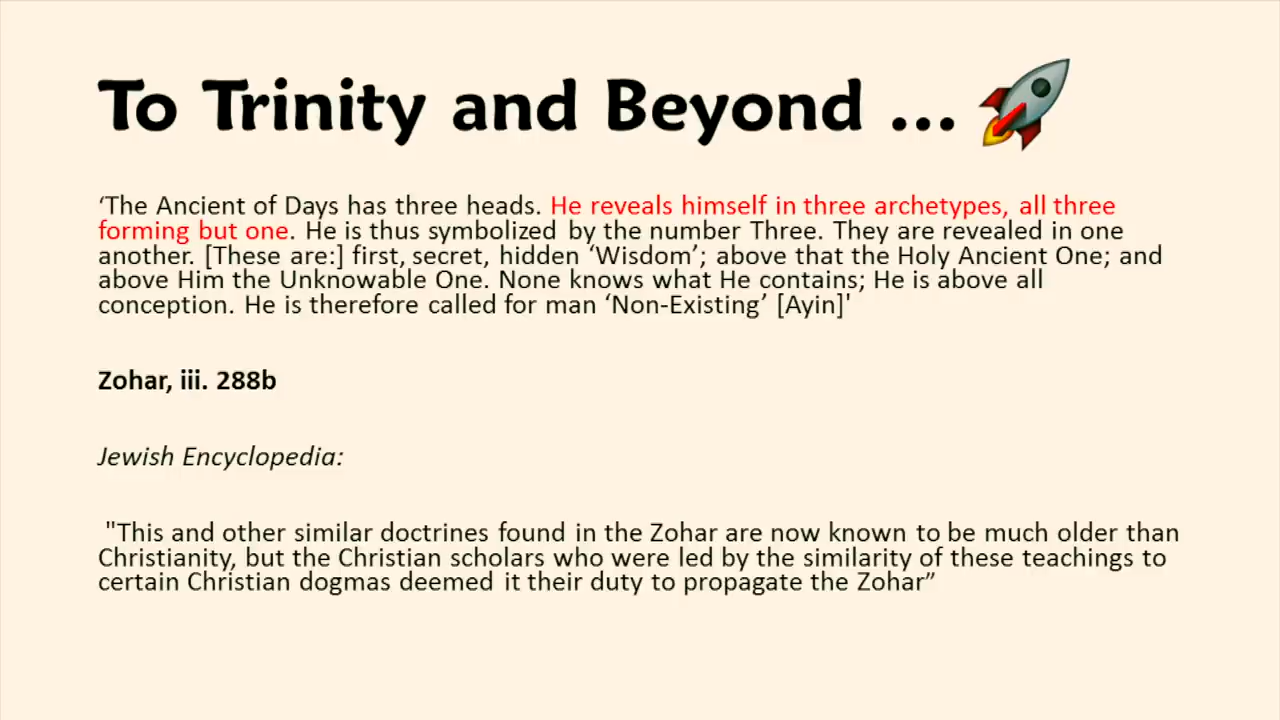 To Trinity and Beyond ... 🚀
‘The Ancient of Days has three heads. He reveals himself in three archetypes, all three
forming but one. He is thus symbolized by the number Three. They are revealed in one
another. [These are:] first, secret, hidden ‘Wisdom’; above that the Holy Ancient One; and
above Him the Unknowable One. None knows what He contains; He is above all
conception. He is therefore called for man ‘Non-Existing’ [Ayin]'
Zohar, iii. 288b
Jewish Encyclopedia:
"This and other similar doctrines found in the Zohar are now known to be much older than
Christianity, but the Christian scholars who were led by the similarity of these teachings to
certain Christian dogmas deemed it their duty to propagate the Zohar”